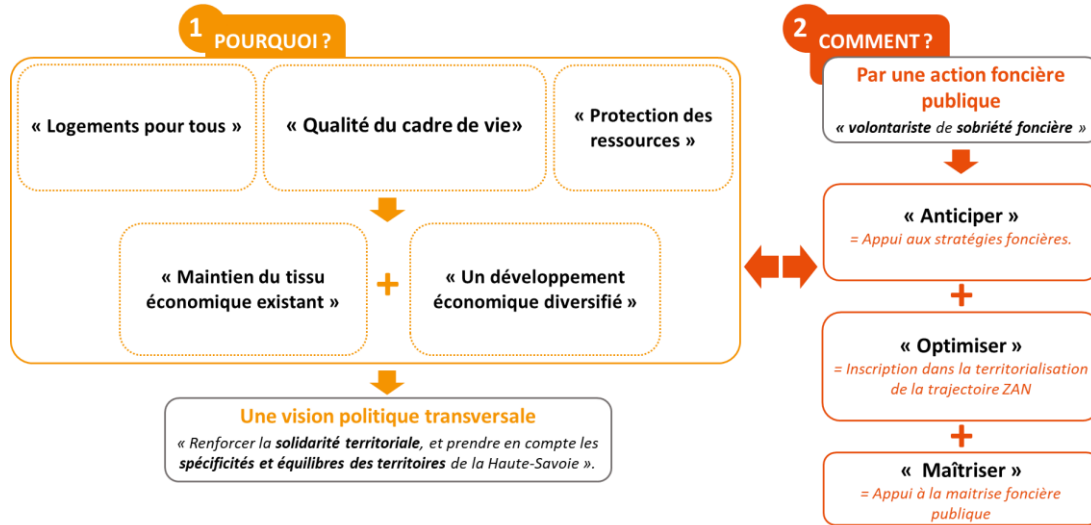 1
POURQUOI ?
« Logements pour tous »
« Qualité du cadre de vie»
« Protection des
ressources »
« Maintien du tissu
économique existant »
+
« Un développement
économique diversifié »
Une vision politique transversale
« Renforcer la solidarité territoriale, et prendre en compte les
spécificités et équilibres des territoires de la Haute-Savoie ».
2
COMMENT ?
Par une action foncière
publique
« volontariste de sobriété foncière »
« Anticiper »
= Appui aux stratégies foncières.
+
« Optimiser »
= Inscription dans la territorialisation
de la trajectoire ZAN
+
« Maîtriser »
= Appui à la maitrise foncière
publique